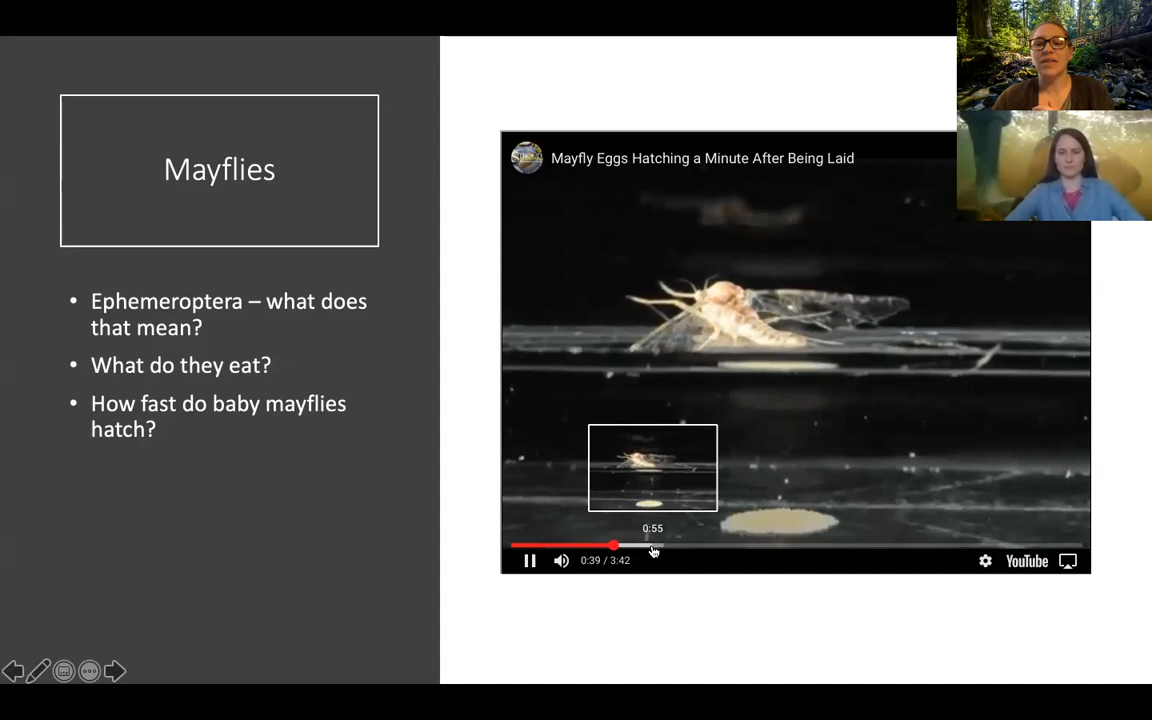 Mayflies
• Ephemeroptera – what does
that mean?
• What do they eat?
• How fast do baby mayflies
hatch?
Mayfly Eggs Hatching a Minute After Being Laid
0:55
0:39 / 3:42
YouTube